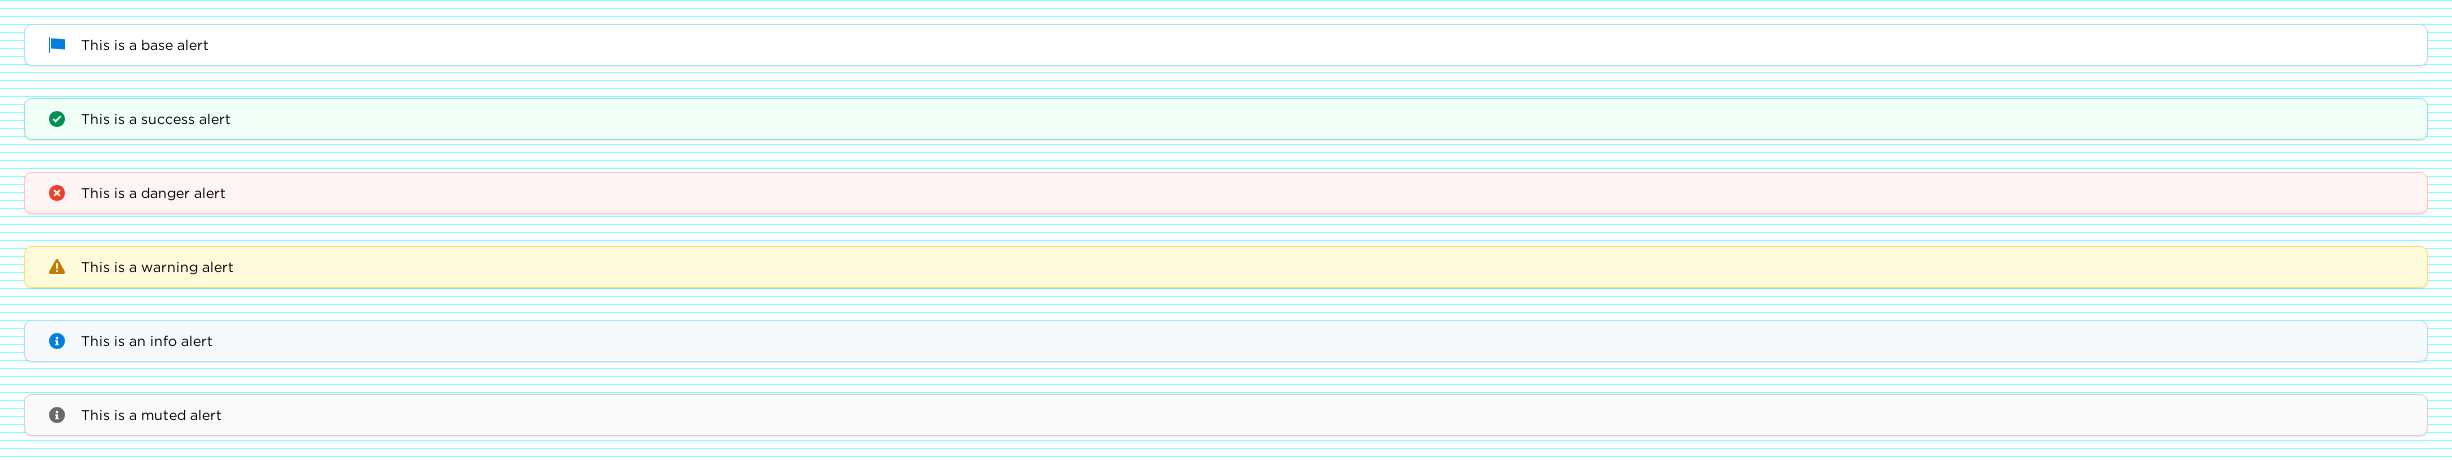 This is a base alert
This is a success alert
This is a danger alert
This is a warning alert
This is an info alert
This is a muted alert